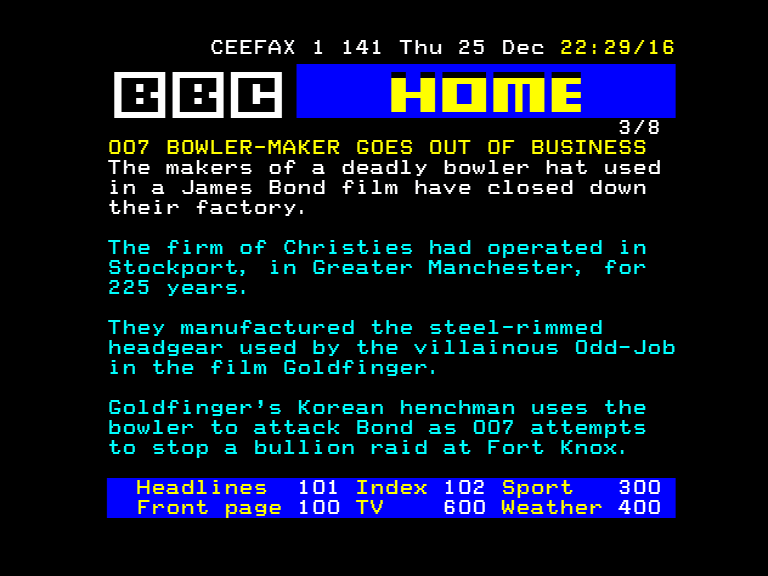 CEEFAX 1 141 Thu 25 Dec 22:29/16
BBC HOME
3/8
007 BOWLER-MAKER GOES OUT OF BUSINESS
The makers of a deadly bowler hat used
in a James Bond film have closed down
their factory.
The firm of Christies had operated in
Stockport, in Greater Manchester, for
225 years.
They manufactured the steel-rimmed
headgear used by the villainous Odd-Job
in the film Goldfinger.
Goldfinger's Korean henchman uses the
bowler to attack Bond as 007 attempts
to stop a bullion raid at Fort Knox.
Headlines 101 Index 102 Sport 300
Front page 100 TV 600 Weather 400